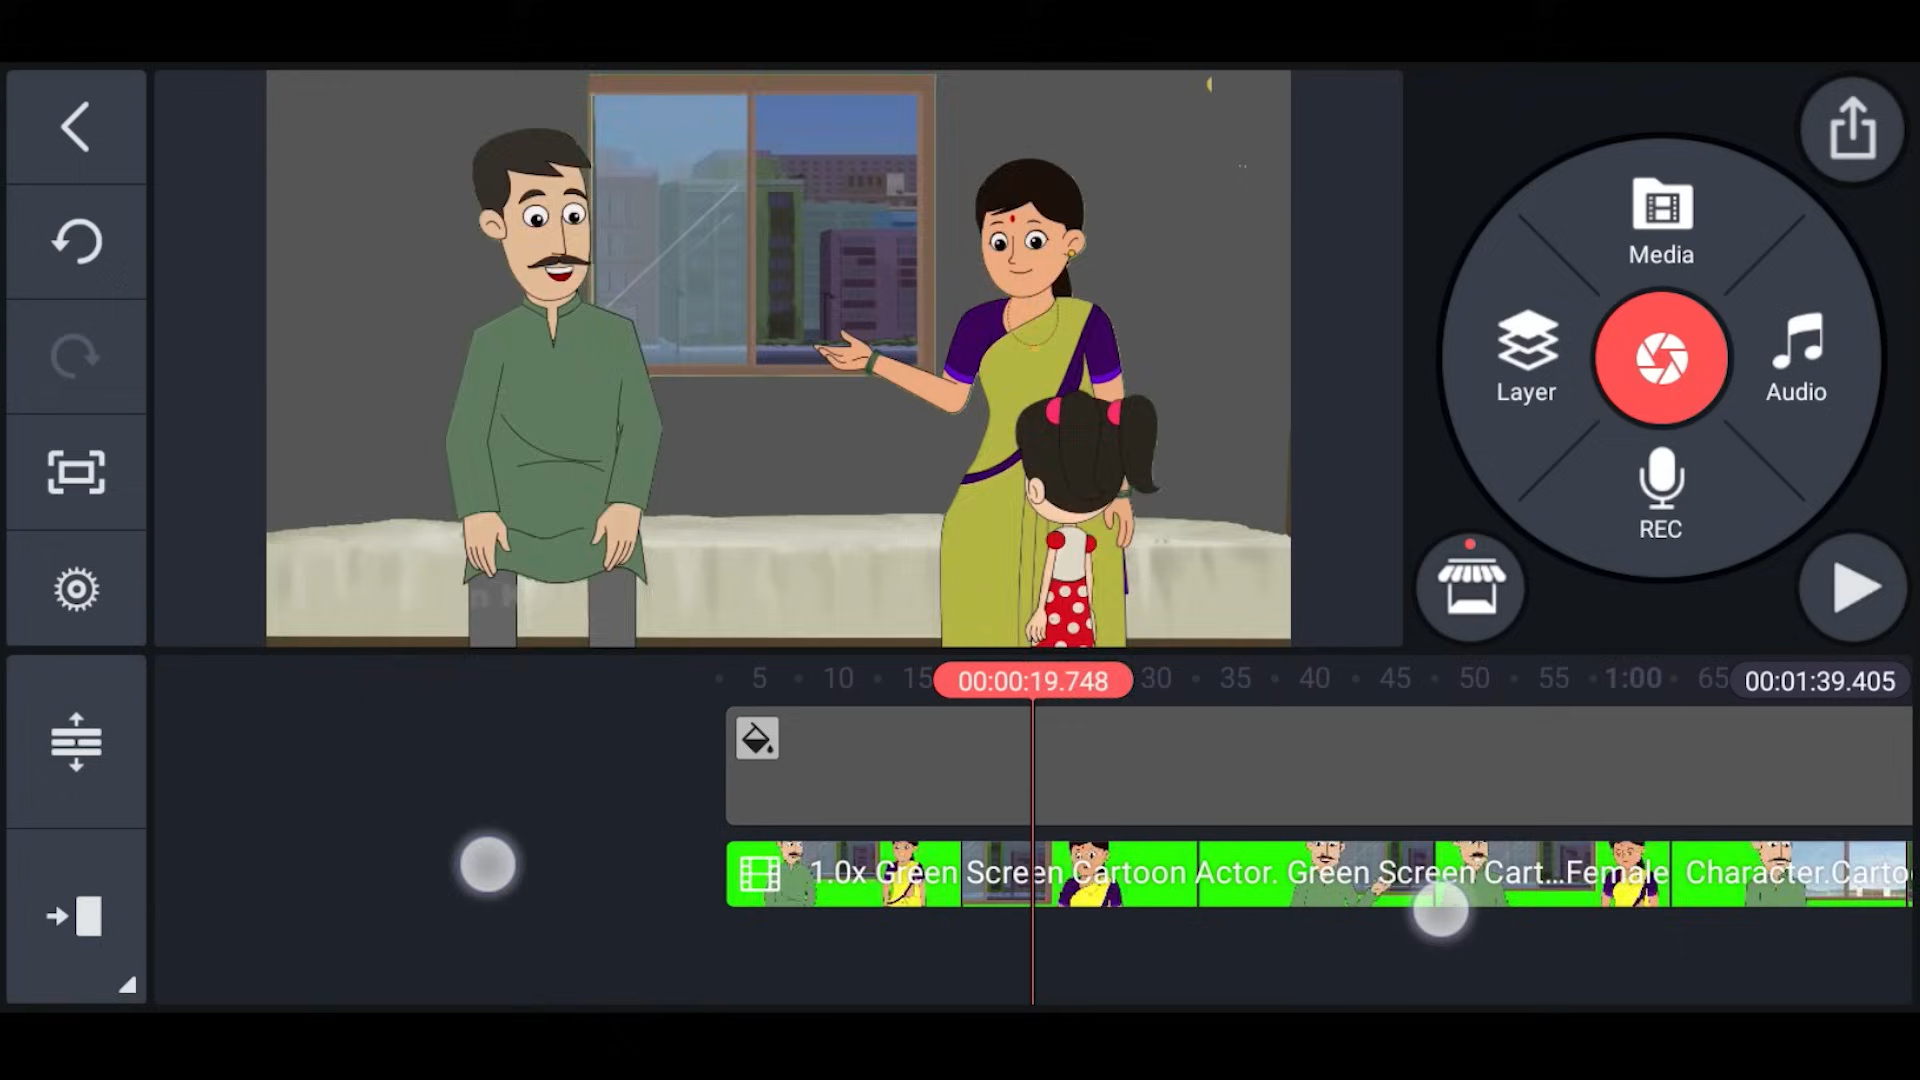 Media
Layer
Audio
REC
5 10 15 00:00:19.748 30 35 40 45 50 55 1:00 65 00:01:39.405
1.0x Green Screen Cartoon Actor. Green Screen Cart...Female Character.Carto